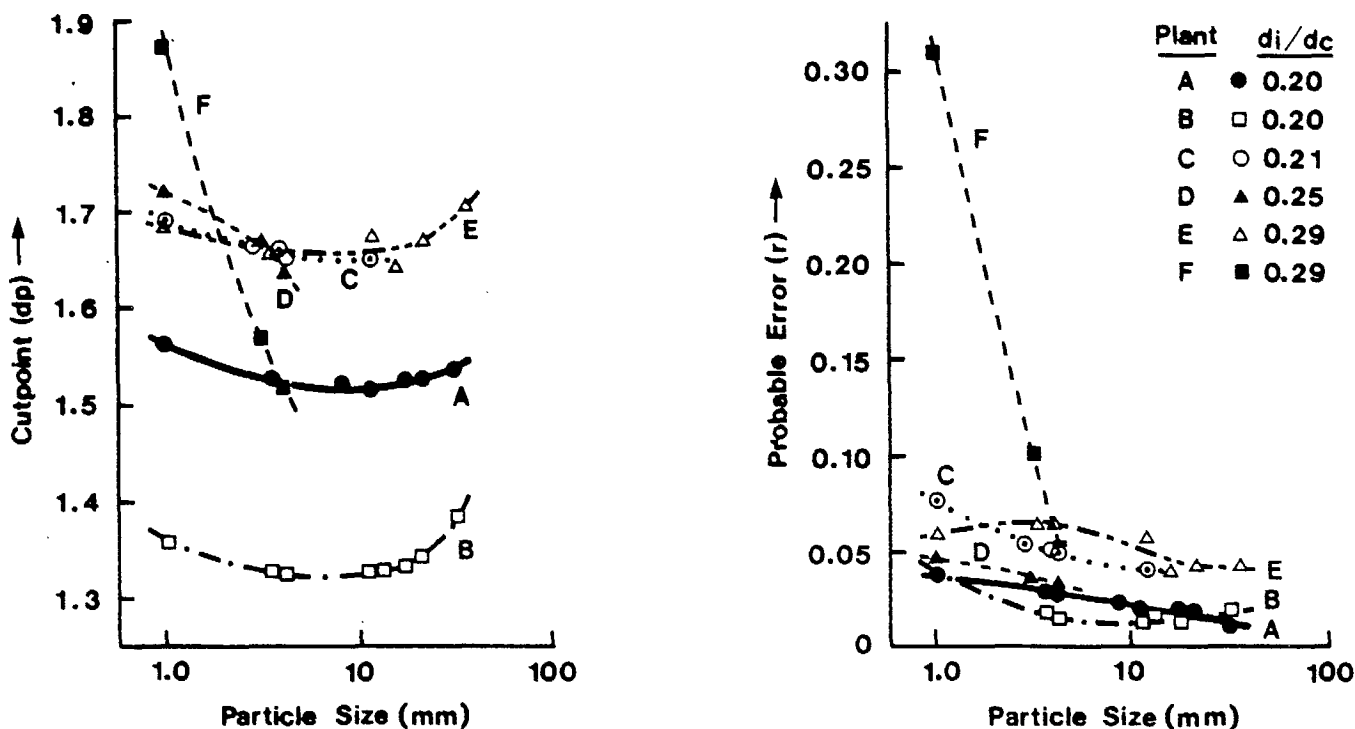 Cutpoint (dp)
1.9
1.8
1.7
1.6
1.5
1.4
1.3
F
E
D
C
A
B
1.0
10
100
Particle Size (mm)
Probable Error (r)
0.30
0.25
0.20
0.15
0.10
0.05
0
F
C
D
E
B
A
1.0
10
100
Particle Size (mm)
Plant di/dc
A 0.20
B 0.20
C 0.21
D 0.25
E 0.29
F 0.29